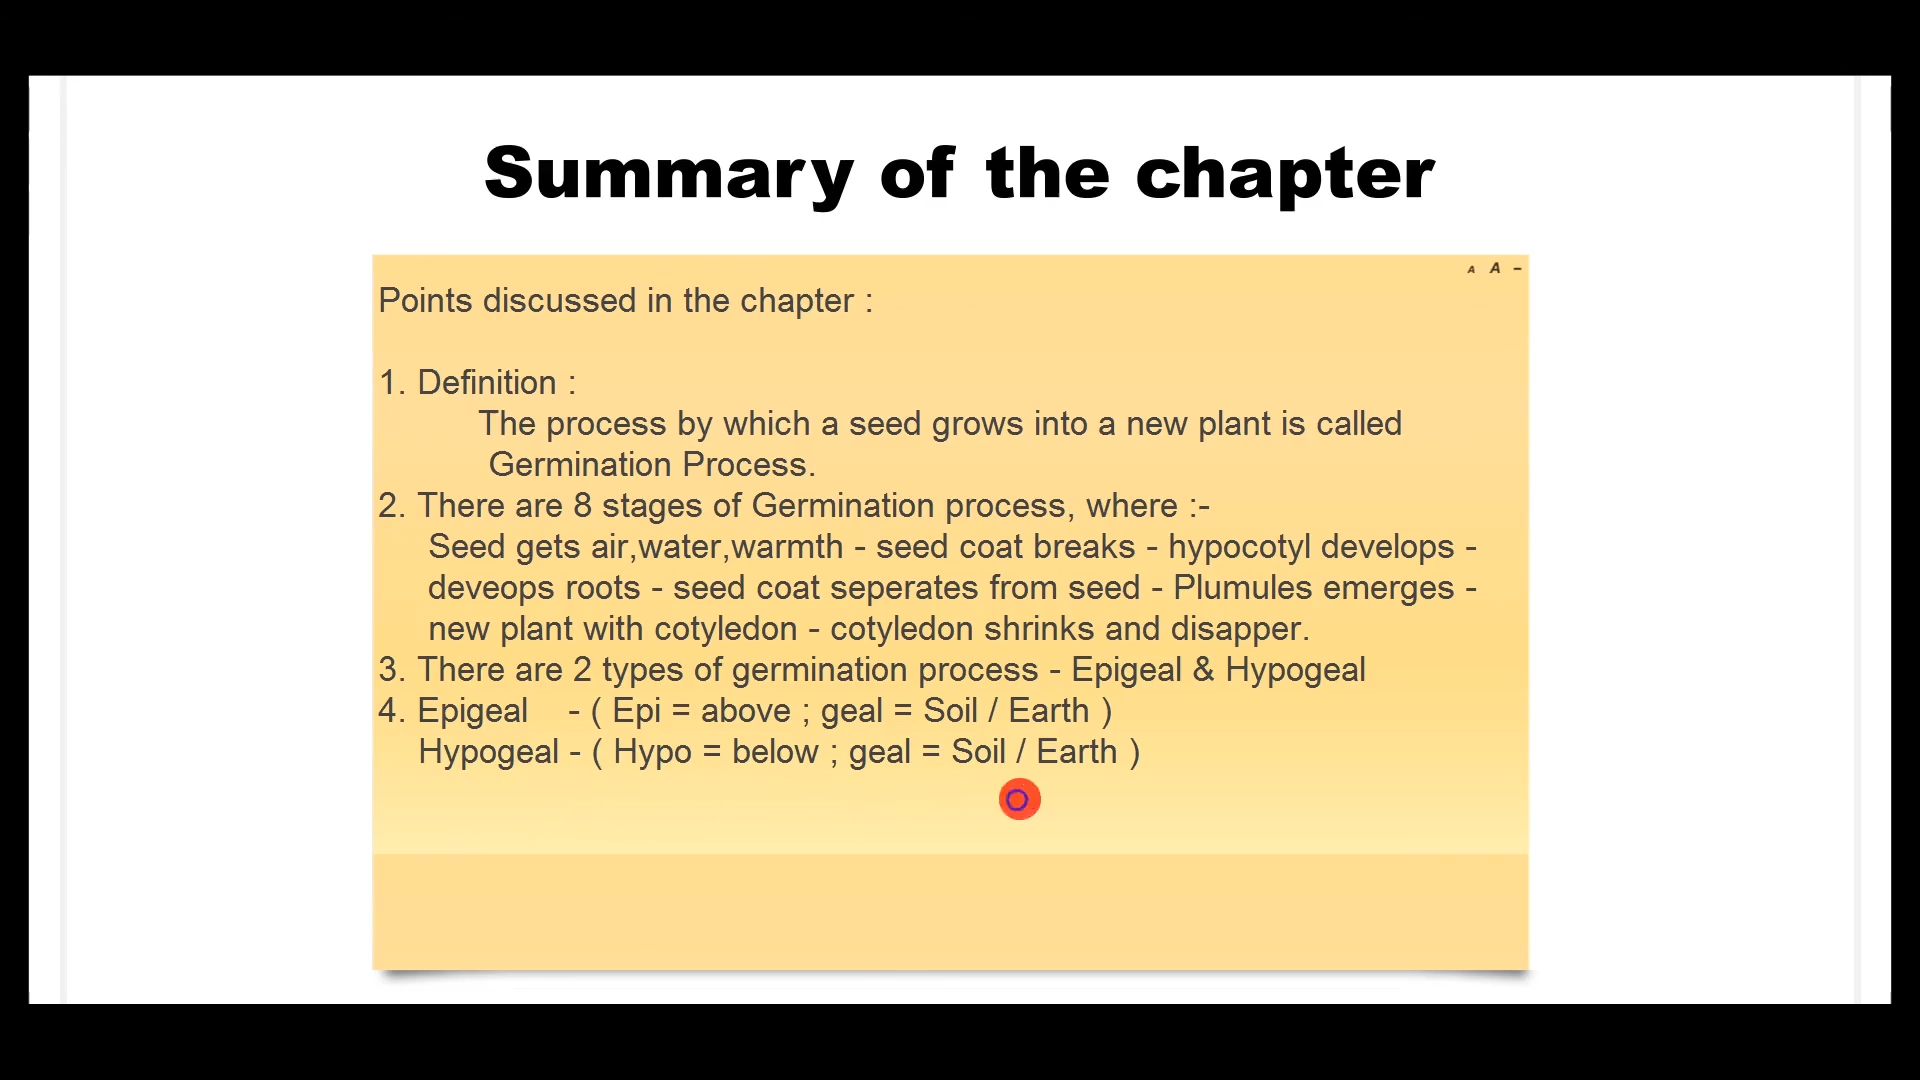 Summary of the chapter
A A -
Points discussed in the chapter :
1. Definition :
The process by which a seed grows into a new plant is called
Germination Process.
2. There are 8 stages of Germination process, where :-
Seed gets air,water,warmth - seed coat breaks - hypocotyl develops -
deveops roots - seed coat seperates from seed - Plumules emerges -
new plant with cotyledon - cotyledon shrinks and disapper.
3. There are 2 types of germination process - Epigeal & Hypogeal
4. Epigeal - ( Epi = above ; geal = Soil / Earth )
Hypogeal - ( Hypo = below ; geal = Soil / Earth )